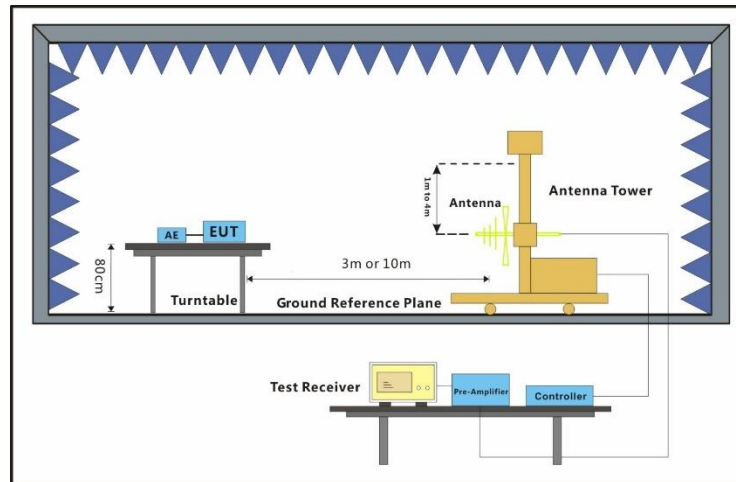 1m to 4m
Antenna Tower
Antenna
AE
EUT
80cm
3m or 10m
Turntable
Ground Reference Plane
Test Receiver
Pre-Amplifier
Controller